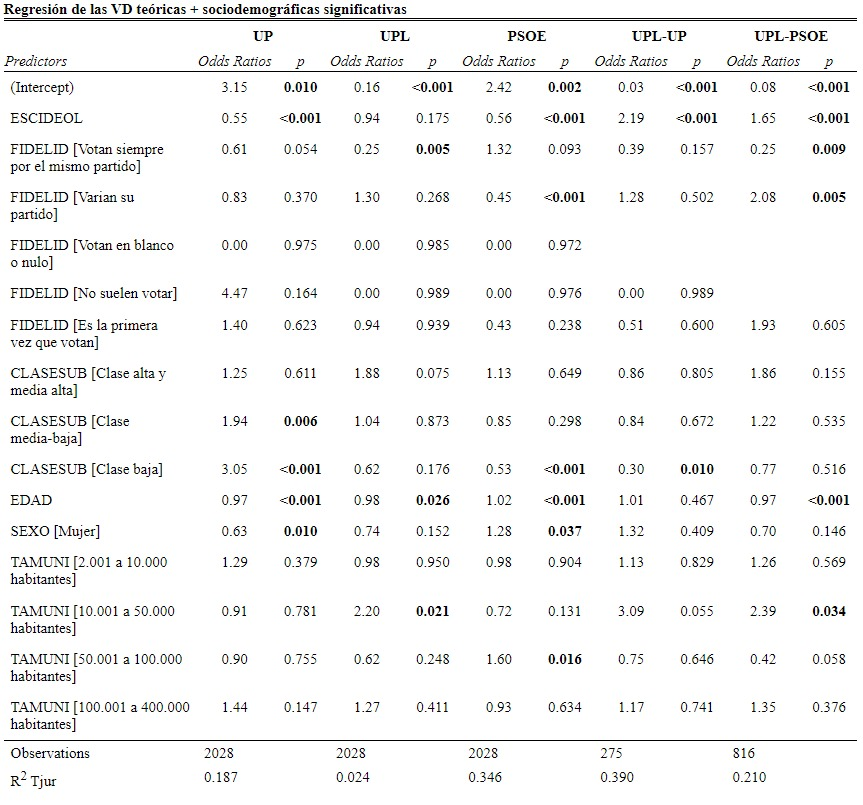 Regresión de las VD teóricas + sociodemográficas significativas
UP UPL PSOE UPL-UP UPL-PSOE
Predictors Odds Ratios p Odds Ratios p Odds Ratios p Odds Ratios p Odds Ratios p
(Intercept) 3.15 0.010 0.16 <0.001 2.42 0.002 0.03 <0.001 0.08 <0.001
ESCIDEOL 0.55 <0.001 0.94 0.175 0.56 <0.001 2.19 <0.001 1.65 <0.001
FIDELID [Votan siempre 0.61 0.054 0.25 0.005 1.32 0.093 0.39 0.157 0.25 0.009
por el mismo partido]
FIDELID [Varian su 0.83 0.370 1.30 0.268 0.45 <0.001 1.28 0.502 2.08 0.005
partido]
FIDELID [Votan en blanco 0.00 0.975 0.00 0.985 0.00 0.972
o nulo]
FIDELID [No suelen votar] 4.47 0.164 0.00 0.989 0.00 0.976 0.00 0.989
FIDELID [Es la primera 1.40 0.623 0.94 0.939 0.43 0.238 0.51 0.600 1.93 0.605
vez que votan]
CLASESUB [Clase alta y 1.25 0.611 1.88 0.075 1.13 0.649 0.86 0.805 1.86 0.155
media alta]
CLASESUB [Clase 1.94 0.006 1.04 0.873 0.85 0.298 0.84 0.672 1.22 0.535
media-baja]
CLASESUB [Clase baja] 3.05 <0.001 0.62 0.176 0.53 <0.001 0.30 0.010 0.77 0.516
EDAD 0.97 <0.001 0.98 0.026 1.02 <0.001 1.01 0.467 0.97 <0.001
SEXO [Mujer] 0.63 0.010 0.74 0.152 1.28 0.037 1.32 0.409 0.70 0.146
TAMUNI [2.001 a 10.000 1.29 0.379 0.98 0.950 0.98 0.904 1.13 0.829 1.26 0.569
habitantes]
TAMUNI [10.001 a 50.000 0.91 0.781 2.20 0.021 0.72 0.131 3.09 0.055 2.39 0.034
habitantes]
TAMUNI [50.001 a 100.000 0.90 0.755 0.62 0.248 1.60 0.016 0.75 0.646 0.42 0.058
habitantes]
TAMUNI [100.001 a 400.000 1.44 0.147 1.27 0.411 0.93 0.634 1.17 0.741 1.35 0.376
habitantes]
Observations 2028 2028 2028 275 816
R² Tjur 0.187 0.024 0.346 0.390 0.210